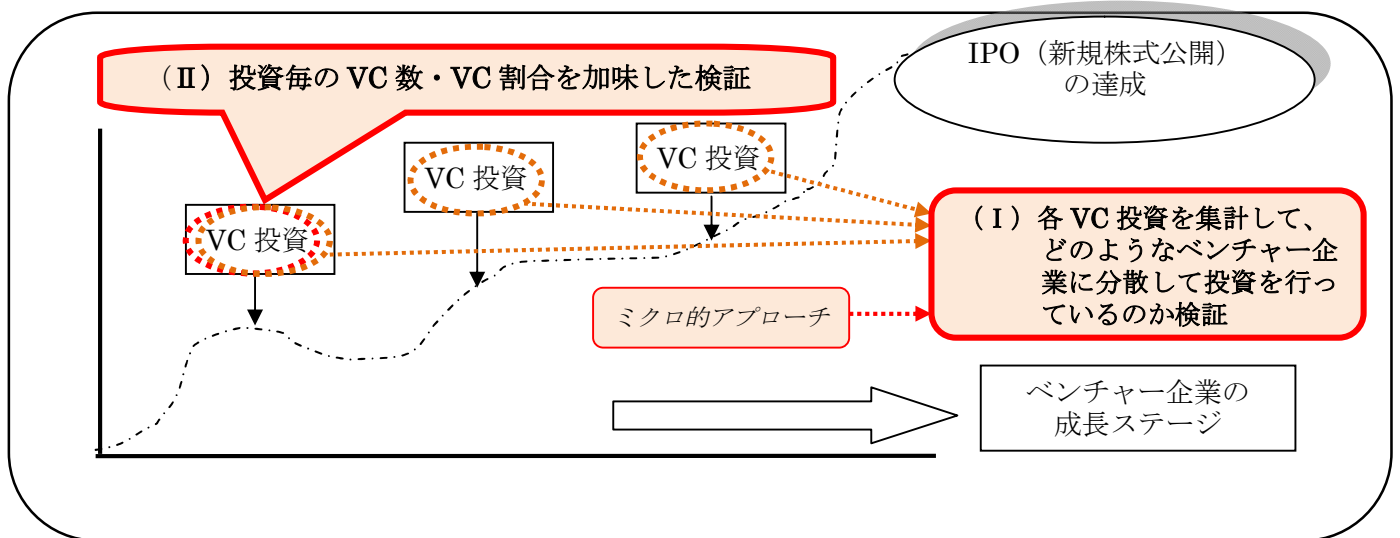 （Ⅱ）投資毎の VC 数・VC 割合を加味した検証
IPO（新規株式公開）
の達成
VC 投資
VC 投資
VC 投資
（Ⅰ）各 VC 投資を集計して、
どのようなベンチャー企
業に分散して投資を行っ
ているのか検証
ミクロ的アプローチ
ベンチャー企業の
成長ステージ